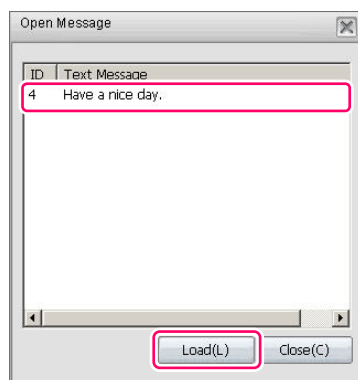 Open Message
ID Text Message
4 Have a nice day.
Load(L) Close(C)